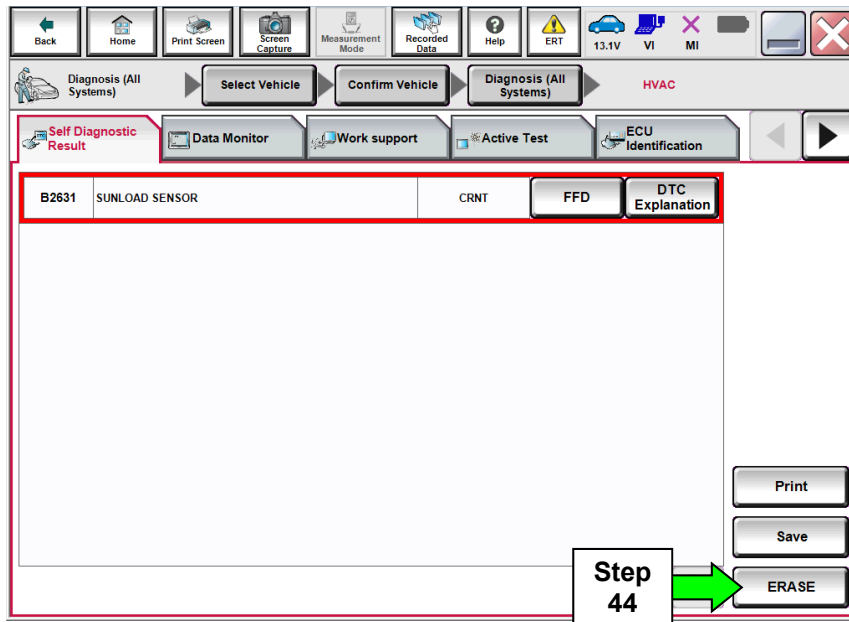 Back
Home
Print Screen
Screen
Capture
Measurement
Mode
Recorded
Data
Help
ERT
13.1V
VI
MI
Diagnosis (All
Systems)
Select Vehicle
Confirm Vehicle
Diagnosis (All
Systems)
HVAC
Self Diagnostic
Result
Data Monitor
Work support
Active Test
ECU
Identification
B2631 SUNLOAD SENSOR CRNT FFD
DTC
Explanation
Print
Save
Step
44
ERASE